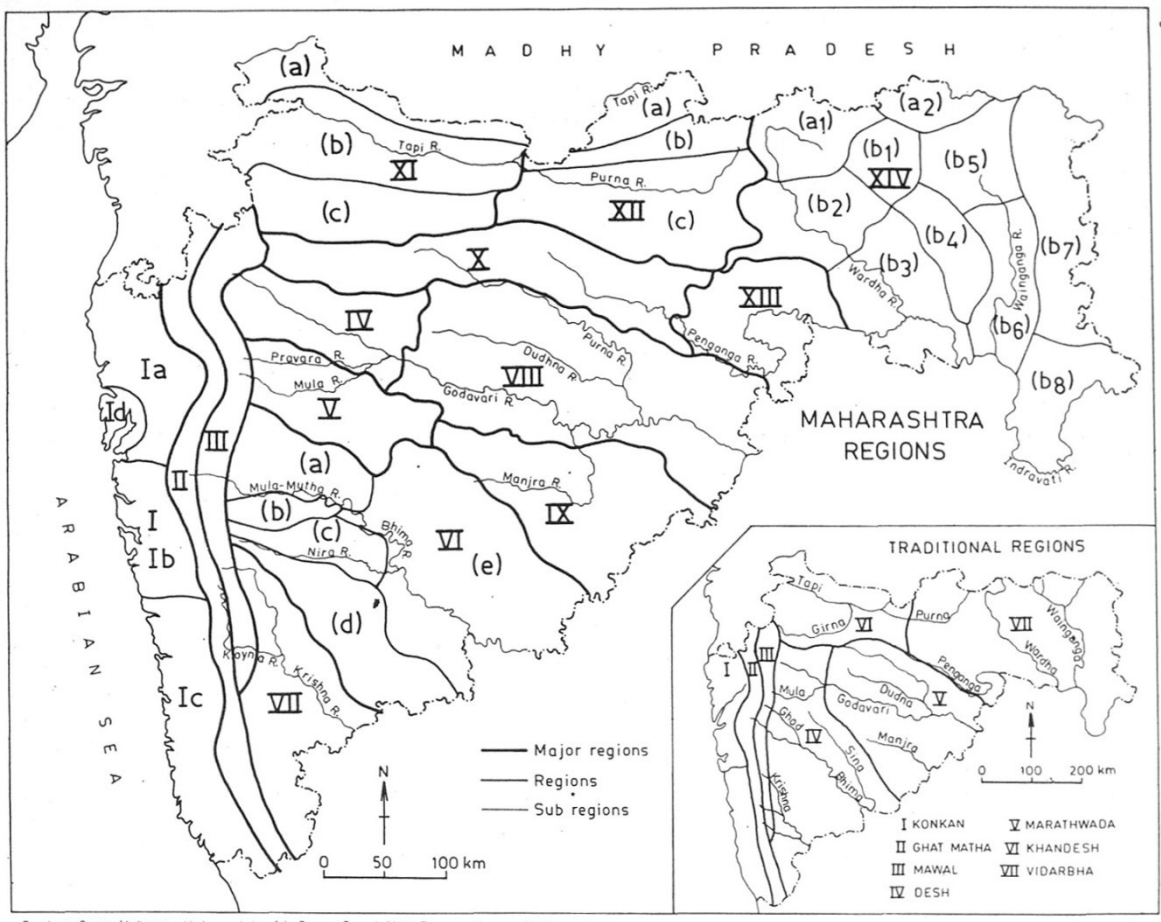 MADHY PRADESH
(a)
Tapi R.
(a)
(a1)
(a2)
(b)
Tapi R.
XI
(b)
(b1)
XIV
(b5)
Purna R.
(c)
XII
(c)
(b2)
(b4)
(b7)
X
(b3)
Wardha R.
Wainganga R.
XIII
IV
Purna R.
Penganga R.
(b6)
Ia
Pravara R.
Dudhna R.
VIII
(b8)
Mula R.
Godavari R.
Id
V
III
MAHARASHTRA
REGIONS
(a)
II
Mula-Mutha R.
Manjra R.
Indravati R.
(b)
IX
I
(c)
Bhima R.
VI
Ib
Nira R.
(e)
ARABIAN SEA
(d)
Koyna R.
Krishna R.
Ic
VII
Major regions
Regions
Sub regions
N
0 50 100 km
TRADITIONAL REGIONS
Tapi
Purna
Girna
VI
VII
Wainganga
Wardha
I
II
III
Penganga
Mula
Dudna
V
Godavari
Ghod
IV
Sina
Manjra
Bhima
Krishna
N
0 100 200 km
I KONKAN
II GHAT MATHA
III MAWAL
IV DESH
V MARATHWADA
VI KHANDESH
VII VIDARBHA